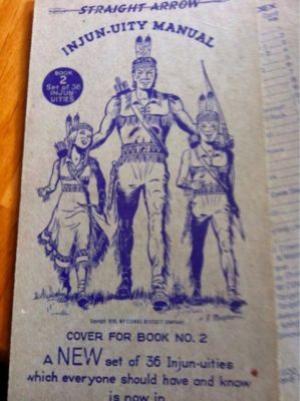 STRAIGHT ARROW
INJUN-UITY MANUAL
BOOK
2
Set of 36
INJUN
UITIES
COVER FOR BOOK NO. 2
A NEW set of 36 Injun-uities
which everyone should have and know
is now in